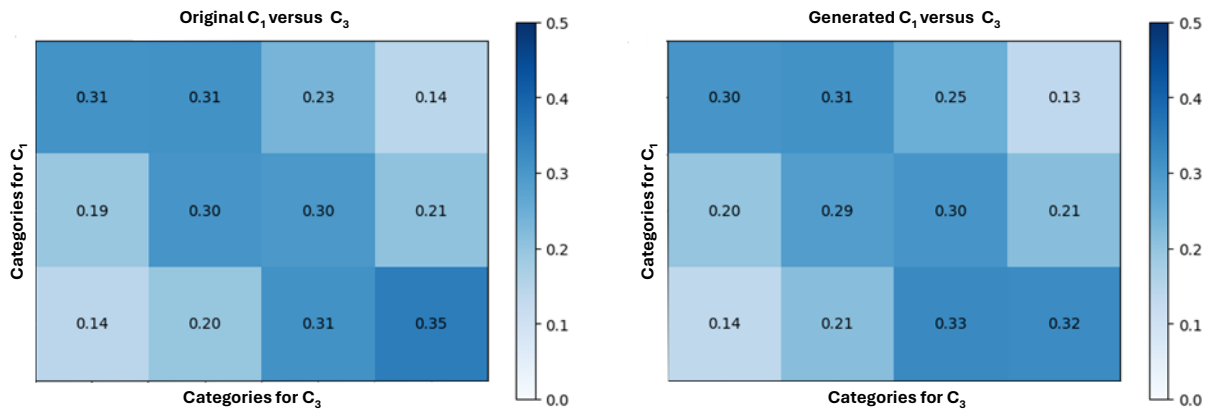 Original C₁ versus C₃
Categories for C₁
0.31 0.31 0.23 0.14
0.19 0.30 0.30 0.21
0.14 0.20 0.31 0.35
Categories for C₃
0.5
0.4
0.3
0.2
0.1
0.0
Generated C₁ versus C₃
Categories for C₁
0.30 0.31 0.25 0.13
0.20 0.29 0.30 0.21
0.14 0.21 0.33 0.32
Categories for C₃
0.5
0.4
0.3
0.2
0.1
0.0